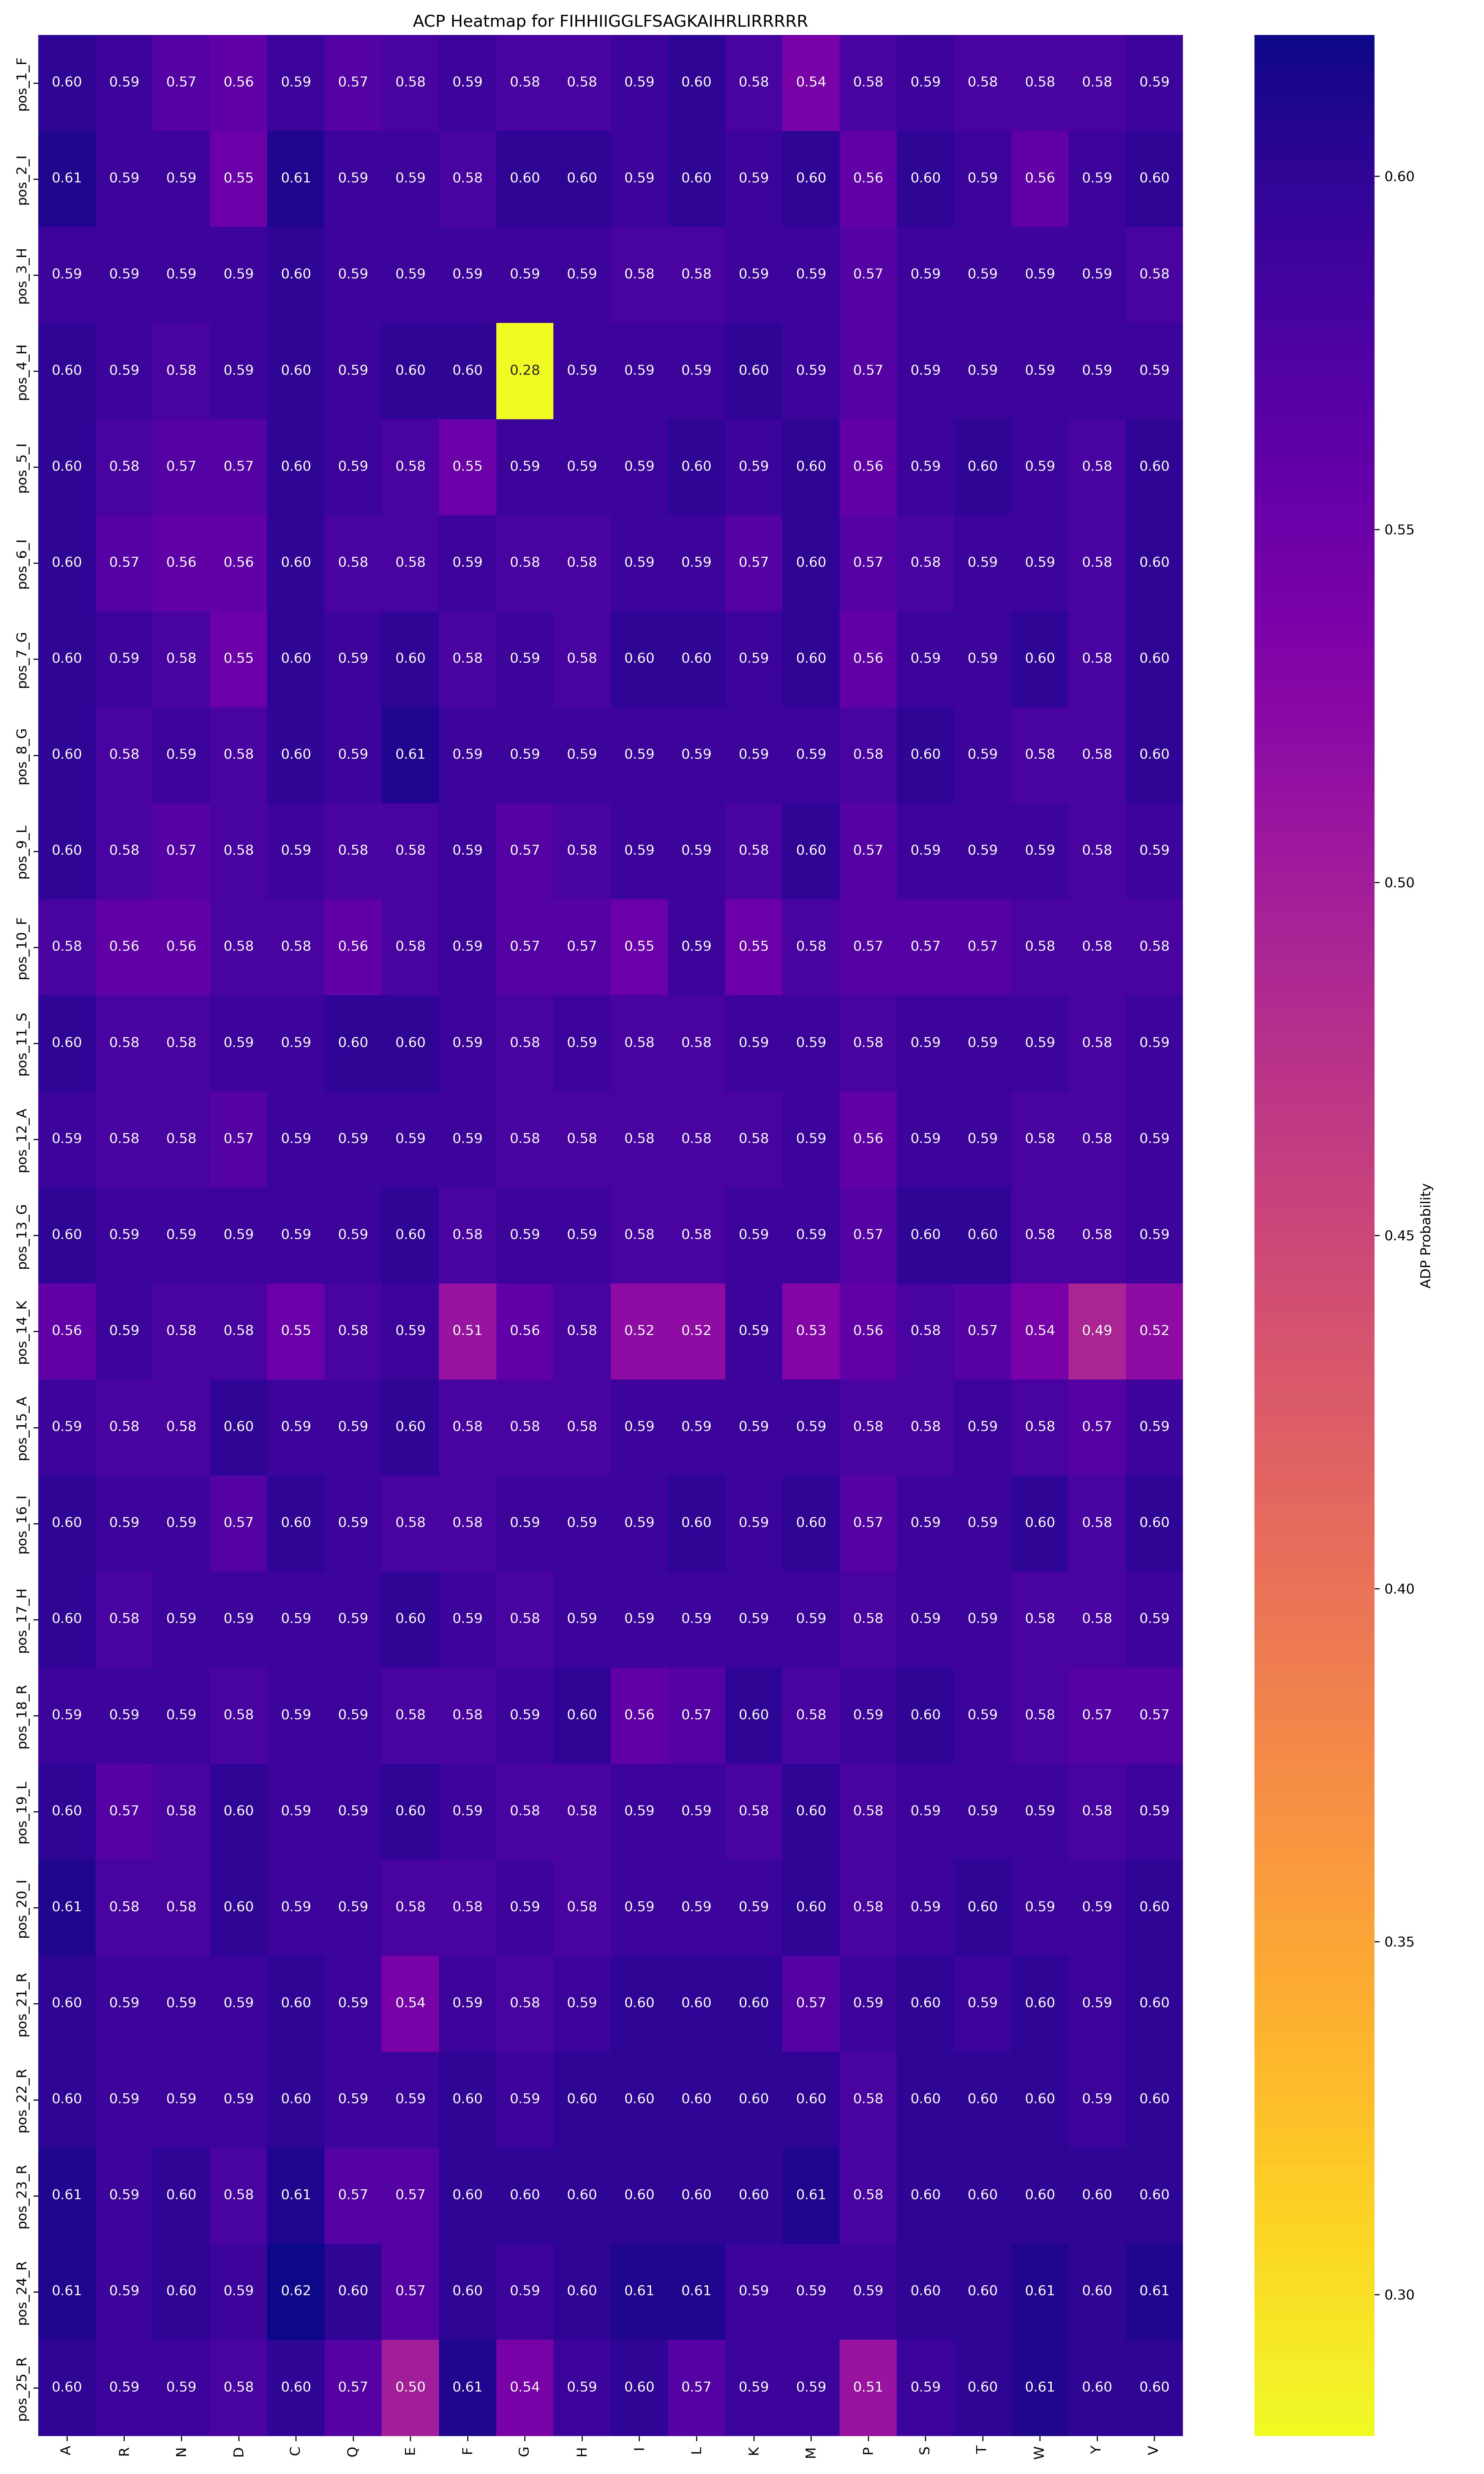 ACP Heatmap for FIHHIIGGLFSAGKAIHRLIRRRRR
pos_1_F 0.60 0.59 0.57 0.56 0.59 0.57 0.58 0.59 0.58 0.58 0.59 0.60 0.58 0.54 0.58 0.59 0.58 0.58 0.58 0.59
pos_2_I 0.61 0.59 0.59 0.55 0.61 0.59 0.59 0.58 0.60 0.60 0.59 0.60 0.59 0.60 0.56 0.60 0.59 0.56 0.59 0.60
pos_3_H 0.59 0.59 0.59 0.59 0.60 0.59 0.59 0.59 0.59 0.59 0.58 0.58 0.59 0.59 0.57 0.59 0.59 0.59 0.59 0.58
pos_4_H 0.60 0.59 0.58 0.59 0.60 0.59 0.60 0.60 0.28 0.59 0.59 0.59 0.60 0.59 0.57 0.59 0.59 0.59 0.59 0.59
pos_5_I 0.60 0.58 0.57 0.57 0.60 0.59 0.58 0.55 0.59 0.59 0.59 0.60 0.59 0.60 0.56 0.59 0.60 0.59 0.58 0.60
pos_6_I 0.60 0.57 0.56 0.56 0.60 0.58 0.58 0.59 0.58 0.58 0.59 0.59 0.57 0.60 0.57 0.58 0.59 0.59 0.58 0.60
pos_7_G 0.60 0.59 0.58 0.55 0.60 0.59 0.60 0.58 0.59 0.58 0.60 0.60 0.59 0.60 0.56 0.59 0.59 0.60 0.58 0.60
pos_8_G 0.60 0.58 0.59 0.58 0.60 0.59 0.61 0.59 0.59 0.59 0.59 0.59 0.59 0.59 0.58 0.60 0.59 0.58 0.58 0.60
pos_9_L 0.60 0.58 0.57 0.58 0.59 0.58 0.58 0.59 0.57 0.58 0.59 0.59 0.58 0.60 0.57 0.59 0.59 0.59 0.58 0.59
pos_10_F 0.58 0.56 0.56 0.58 0.58 0.56 0.58 0.59 0.57 0.57 0.55 0.59 0.55 0.58 0.57 0.57 0.57 0.58 0.58 0.58
pos_11_S 0.60 0.58 0.58 0.59 0.59 0.60 0.60 0.59 0.58 0.59 0.58 0.58 0.59 0.59 0.58 0.59 0.59 0.59 0.58 0.59
pos_12_A 0.59 0.58 0.58 0.57 0.59 0.59 0.59 0.59 0.58 0.58 0.58 0.58 0.58 0.59 0.56 0.59 0.59 0.58 0.58 0.59
pos_13_G 0.60 0.59 0.59 0.59 0.59 0.59 0.60 0.58 0.59 0.59 0.58 0.58 0.59 0.59 0.57 0.60 0.60 0.58 0.58 0.59
pos_14_K 0.56 0.59 0.58 0.58 0.55 0.58 0.59 0.51 0.56 0.58 0.52 0.52 0.59 0.53 0.56 0.58 0.57 0.54 0.49 0.52
pos_15_A 0.59 0.58 0.58 0.60 0.59 0.59 0.60 0.58 0.58 0.58 0.59 0.59 0.59 0.59 0.58 0.58 0.59 0.58 0.57 0.59
pos_16_I 0.60 0.59 0.59 0.57 0.60 0.59 0.58 0.58 0.59 0.59 0.59 0.60 0.59 0.60 0.57 0.59 0.59 0.60 0.58 0.60
pos_17_H 0.60 0.58 0.59 0.59 0.59 0.59 0.60 0.59 0.58 0.59 0.59 0.59 0.59 0.59 0.58 0.59 0.59 0.58 0.58 0.59
pos_18_R 0.59 0.59 0.59 0.58 0.59 0.59 0.58 0.58 0.59 0.60 0.56 0.57 0.60 0.58 0.59 0.60 0.59 0.58 0.57 0.57
pos_19_L 0.60 0.57 0.58 0.60 0.59 0.59 0.60 0.59 0.58 0.58 0.59 0.59 0.58 0.60 0.58 0.59 0.59 0.59 0.58 0.59
pos_20_I 0.61 0.58 0.58 0.60 0.59 0.59 0.58 0.58 0.59 0.58 0.59 0.59 0.59 0.60 0.58 0.59 0.60 0.59 0.59 0.60
pos_21_R 0.60 0.59 0.59 0.59 0.60 0.59 0.54 0.59 0.58 0.59 0.60 0.60 0.60 0.57 0.59 0.60 0.59 0.60 0.59 0.60
pos_22_R 0.60 0.59 0.59 0.59 0.60 0.59 0.59 0.60 0.59 0.60 0.60 0.60 0.60 0.60 0.58 0.60 0.60 0.60 0.59 0.60
pos_23_R 0.61 0.59 0.60 0.58 0.61 0.57 0.57 0.60 0.60 0.60 0.60 0.60 0.60 0.61 0.58 0.60 0.60 0.60 0.60 0.60
pos_24_R 0.61 0.59 0.60 0.59 0.62 0.60 0.57 0.60 0.59 0.60 0.61 0.61 0.59 0.59 0.59 0.60 0.60 0.61 0.60 0.61
pos_25_R 0.60 0.59 0.59 0.58 0.60 0.57 0.50 0.61 0.54 0.59 0.60 0.57 0.59 0.59 0.51 0.59 0.60 0.61 0.60 0.60
A R N D C Q E F G H I L K M P S T W Y V
0.60
0.55
0.50
0.45
0.40
0.35
0.30
ADP Probability